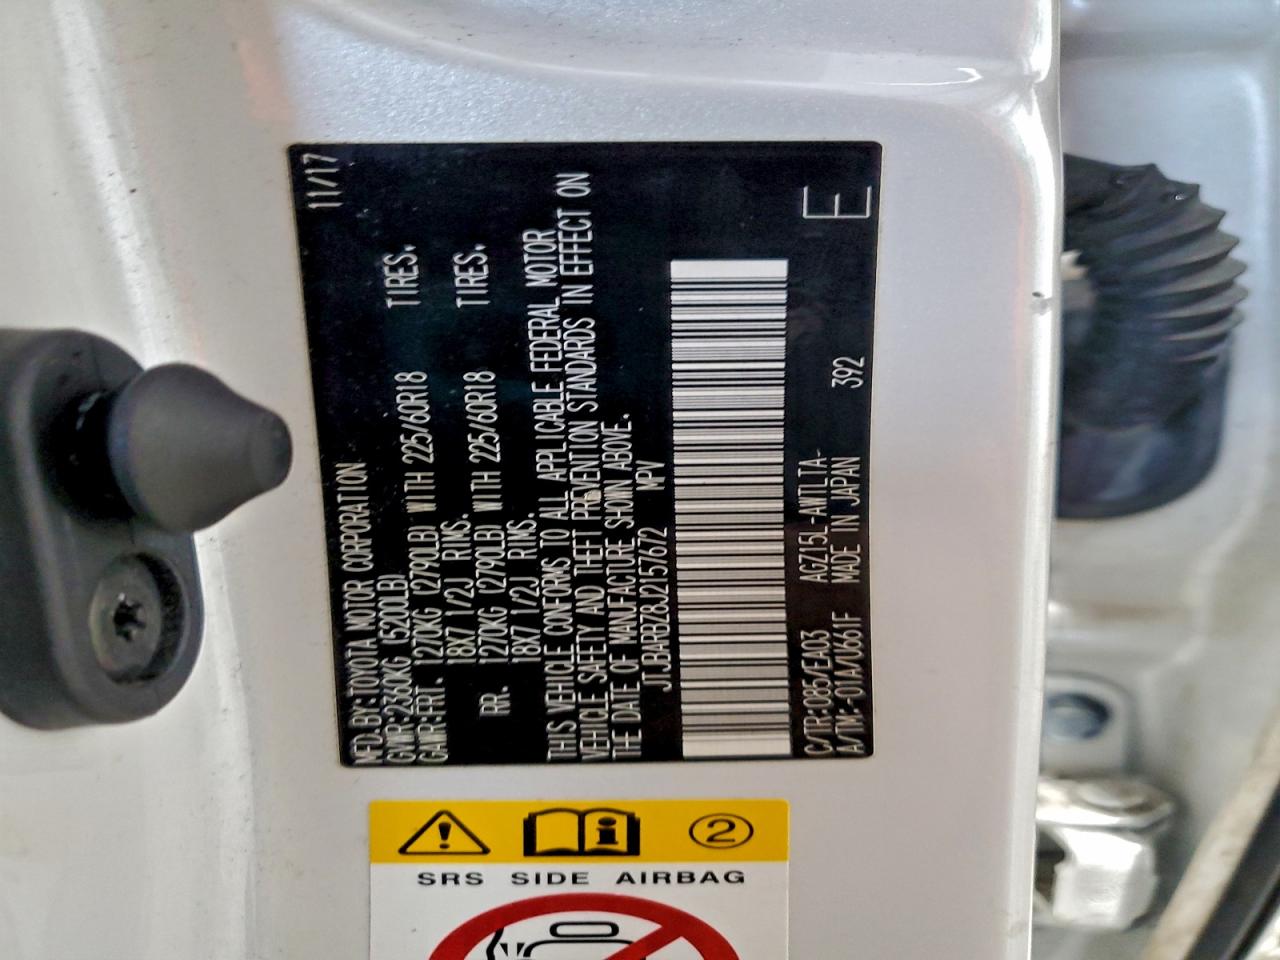 MFD.BY:TOYOTA MOTOR CORPORATION 11/17
GVWR:2360KG (5200LB)
GAWR:FRT. 1270KG (2790LB) WITH 225/60R18 TIRES.
18X7 1/2J RIMS.
RR. 1270KG (2790LB) WITH 225/60R18 TIRES.
18X7 1/2J RIMS.
THIS VEHICLE CONFORMS TO ALL APPLICABLE FEDERAL MOTOR
VEHICLE SAFETY AND THEFT PREVENTION STANDARDS IN EFFECT ON
THE DATE OF MANUFACTURE SHOWN ABOVE.
JTJBARBZ8J2157672 MPV
C/TR:085/EA03 AGZ15L-AWTLTA- E
A/TM:-01A/0661F MADE IN JAPAN 392
2
SRS SIDE AIRBAG